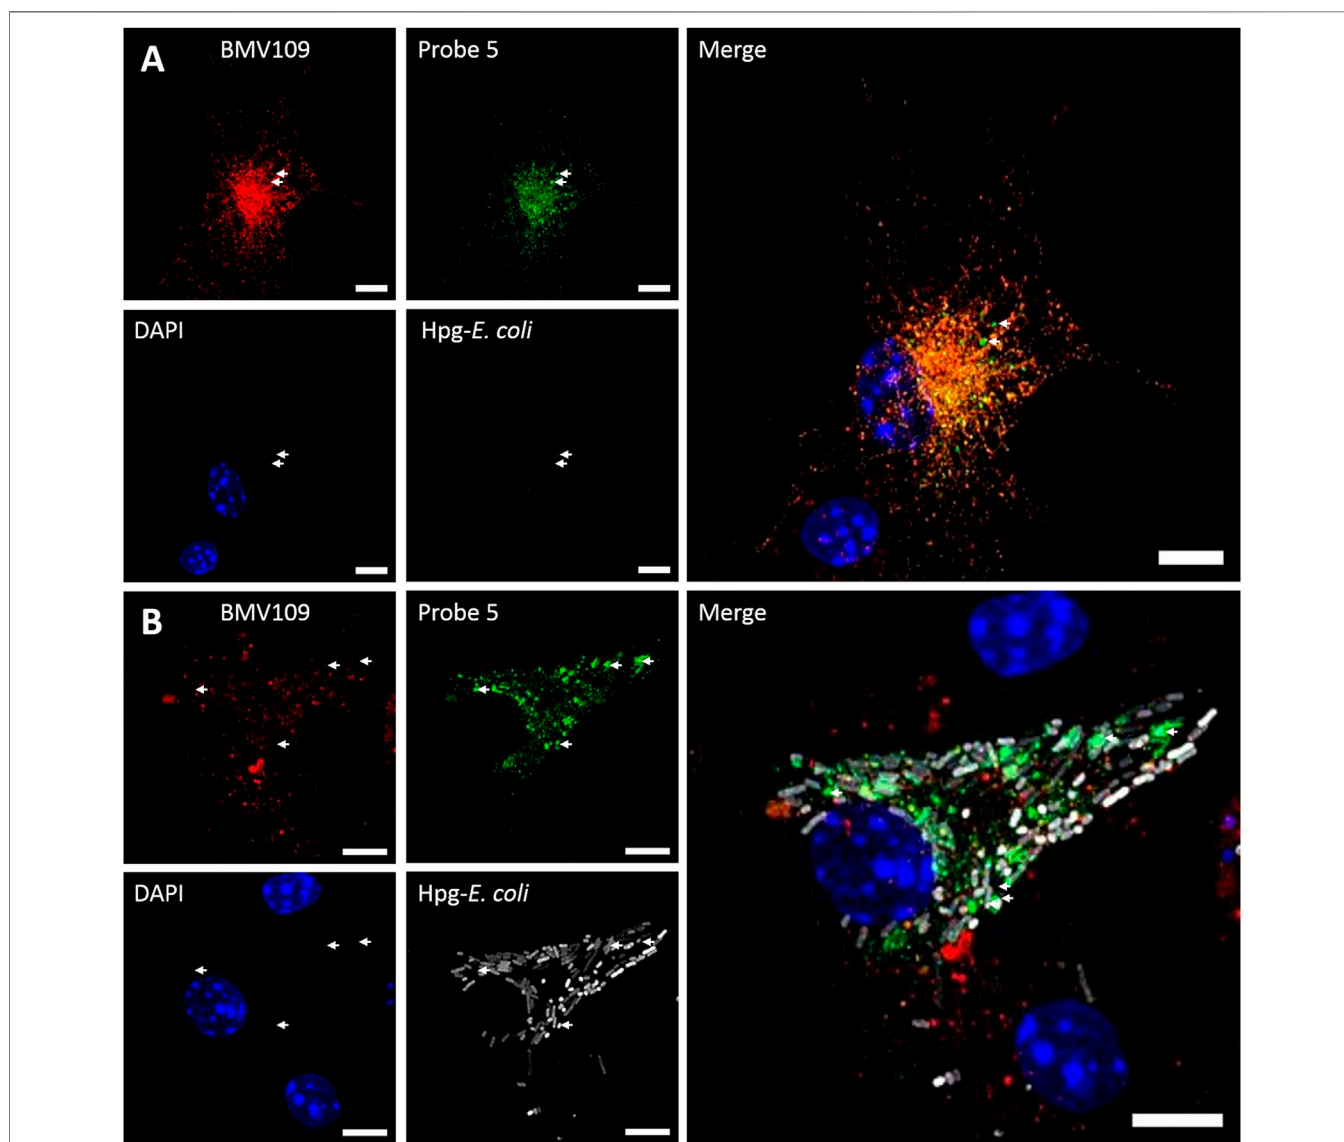 A
BMV109
Probe 5
Merge
DAPI
Hpg-E. coli
B
BMV109
Probe 5
Merge
DAPI
Hpg-E. coli